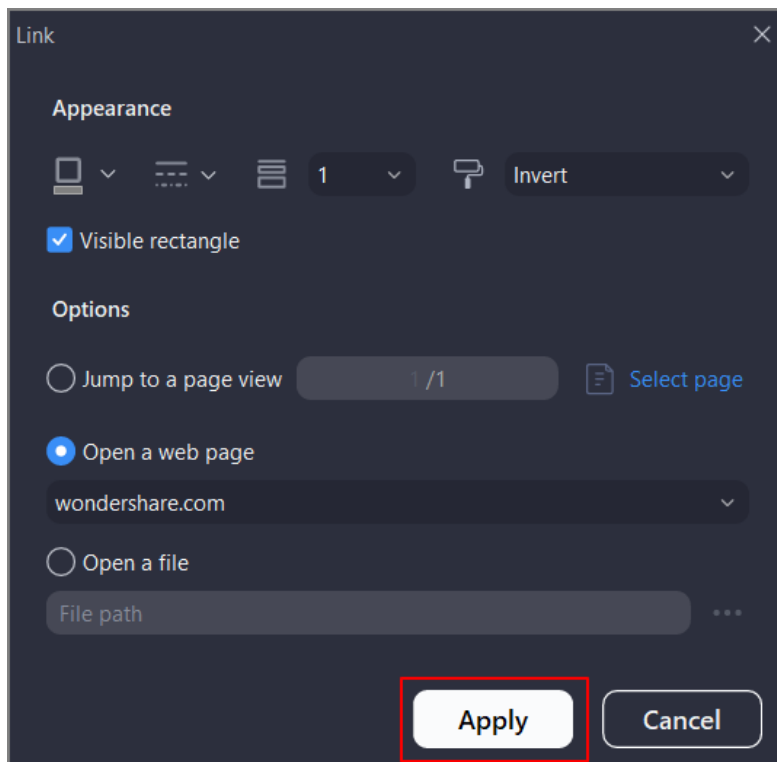 Link
Appearance
1
Invert
Visible rectangle
Options
Jump to a page view
1 /1
Select page
Open a web page
wondershare.com
Open a file
File path
Apply
Cancel